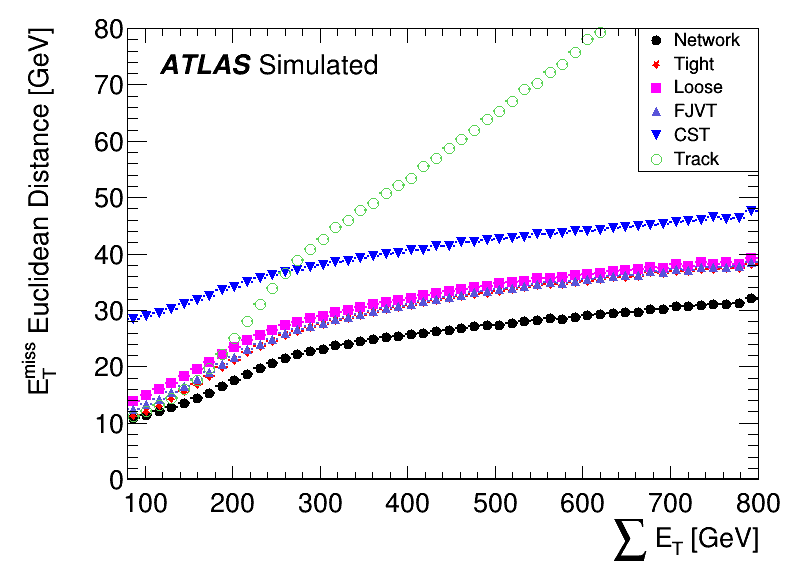 ATLAS Simulated
Network
Tight
Loose
FJVT
CST
Track
E_T^miss Euclidean Distance [GeV]
80
70
60
50
40
30
20
10
0
100 200 300 400 500 600 700 800
∑ E_T [GeV]